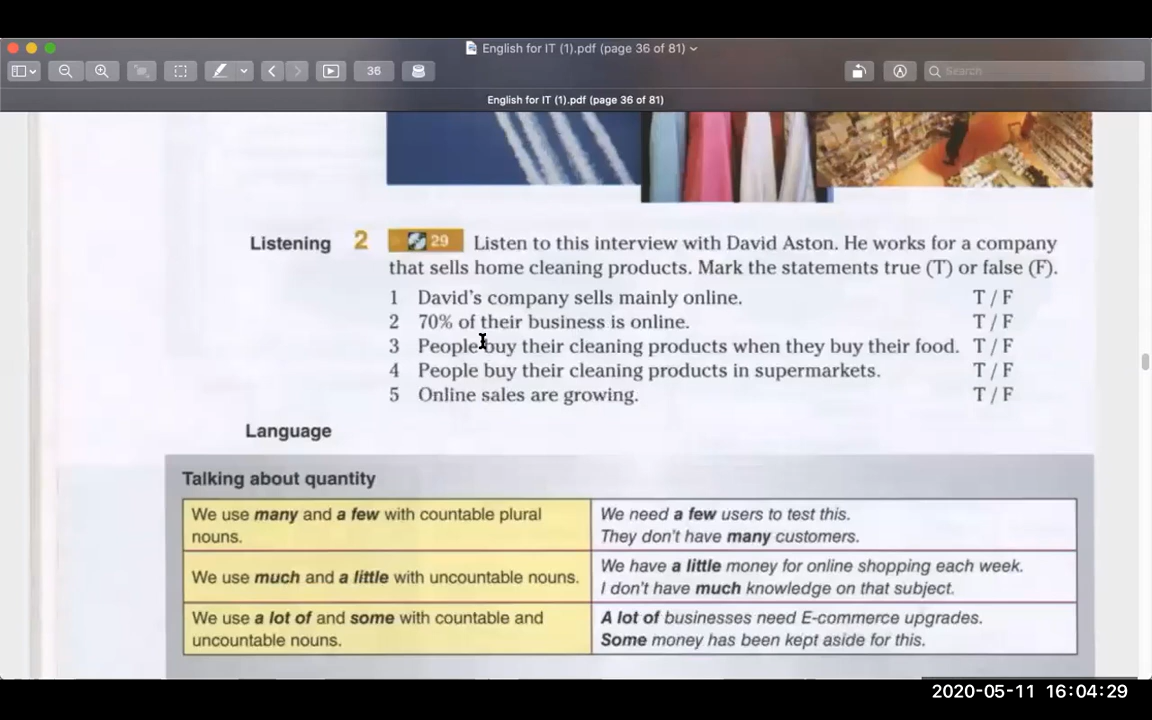 English for IT (1).pdf (page 36 of 81)
36
Search
English for IT (1).pdf (page 36 of 81)
Listening 2 29 Listen to this interview with David Aston. He works for a company
that sells home cleaning products. Mark the statements true (T) or false (F).
1 David's company sells mainly online. T / F
2 70% of their business is online. T / F
3 People buy their cleaning products when they buy their food. T / F
4 People buy their cleaning products in supermarkets. T / F
5 Online sales are growing. T / F
Language
Talking about quantity
We use many and a few with countable plural
nouns.
We need a few users to test this.
They don't have many customers.
We use much and a little with uncountable nouns.
We have a little money for online shopping each week.
I don't have much knowledge on that subject.
We use a lot of and some with countable and
uncountable nouns.
A lot of businesses need E-commerce upgrades.
Some money has been kept aside for this.
2020-05-11 16:04:29